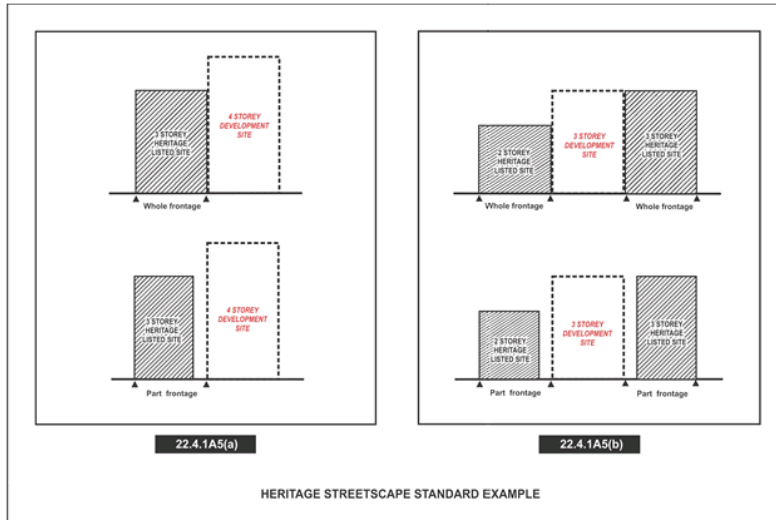 3 STOREY
HERITAGE
LISTED SITE
4 STOREY
DEVELOPMENT
SITE
Whole frontage
3 STOREY
HERITAGE
LISTED SITE
4 STOREY
DEVELOPMENT
SITE
Part frontage
22.4.1A5(a)
2 STOREY
HERITAGE
LISTED SITE
3 STOREY
DEVELOPMENT
SITE
3 STOREY
HERITAGE
LISTED SITE
Whole frontage
Whole frontage
2 STOREY
HERITAGE
LISTED SITE
3 STOREY
DEVELOPMENT
SITE
3 STOREY
HERITAGE
LISTED SITE
Part frontage
Part frontage
22.4.1A5(b)
HERITAGE STREETSCAPE STANDARD EXAMPLE